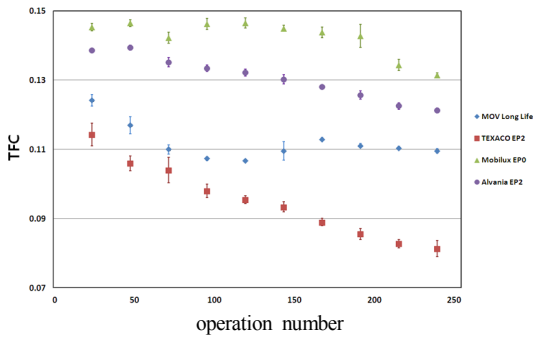 0.15
0.13
0.11
0.09
0.07
TFC
0 50 100 150 200 250
operation number
MOV Long Life
TEXACO EP2
Mobilux EP0
Alvania EP2